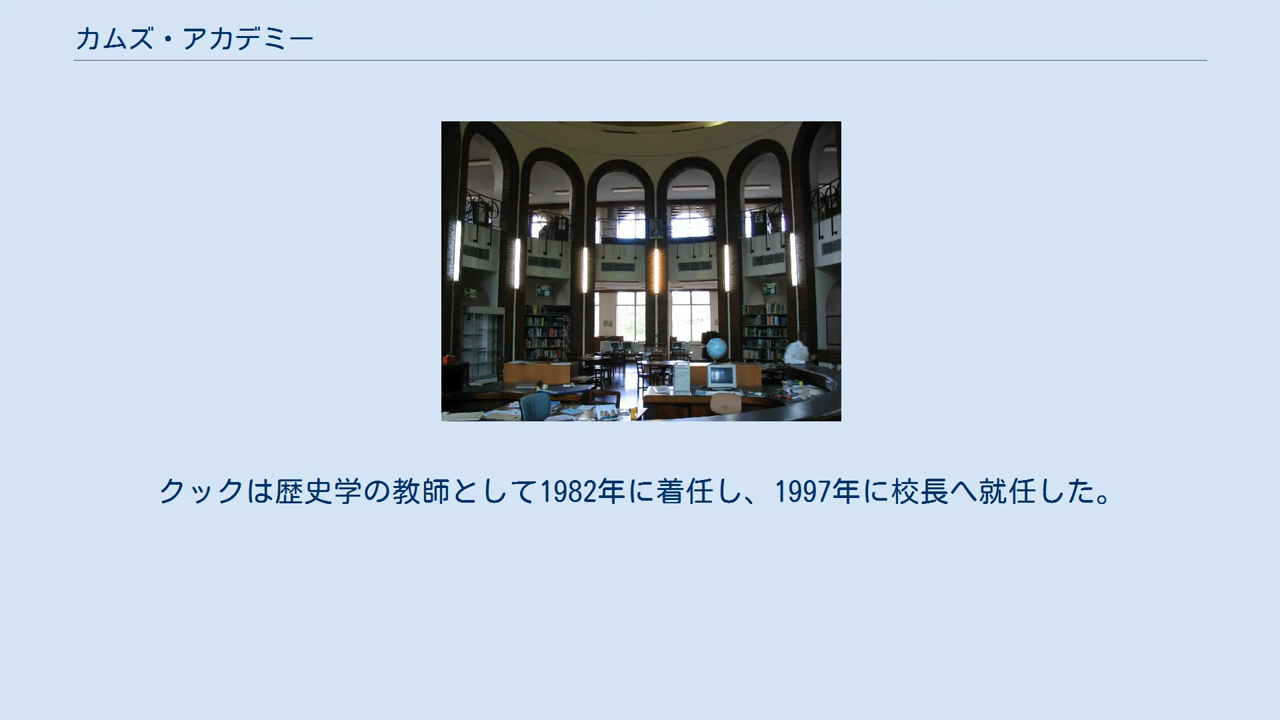 カムズ・アカデミー
クックは歴史学の教師として1982年に着任し、1997年に校長へ就任した。